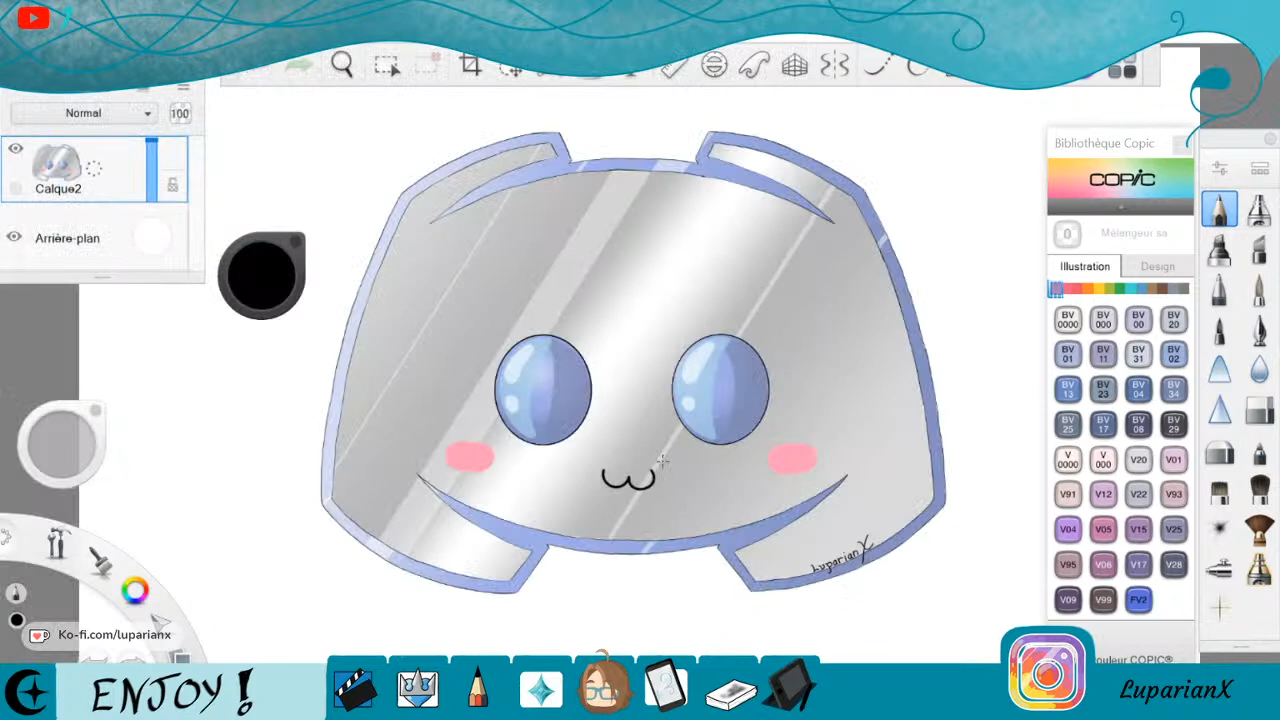 Normal
100
Calque2
Arrière-plan
Bibliothèque Copic
COPIC
0 Mélangeur sa
Illustration Design
BV 0000 BV 000 BV 00 BV 20
BV 01 BV 11 BV 31 BV 02
BV 13 BV 23 BV 04 BV 34
BV 25 BV 17 BV 08 BV 29
V 0000 V 000 V20 V01
V91 V12 V22 V93
V04 V05 V15 V25
V95 V06 V17 V28
V09 V99 FV2
ouleur COPIC®
LuparianX
Ko-fi.com/luparianx
ENJOY!
LuparianX